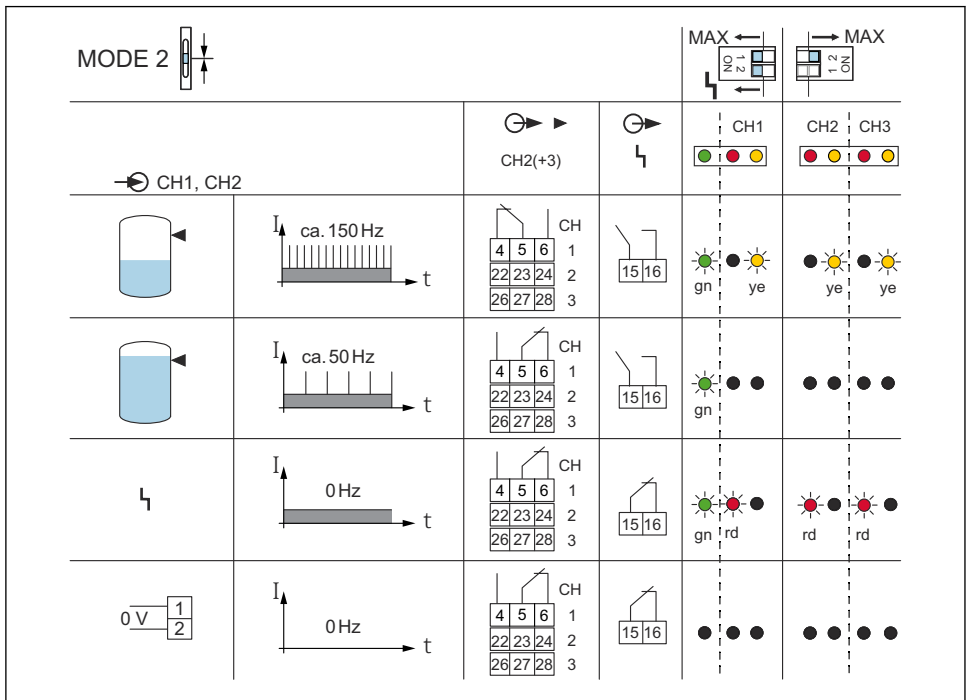 MODE 2
MAX
1 2
ON
MAX
1 2
ON
CH1, CH2
CH2(+3)
CH1
CH2 CH3
I
ca. 150 Hz
t
CH
4 5 6 1
22 23 24 2
26 27 28 3
15 16
gn ye ye ye
I
ca. 50 Hz
t
CH
4 5 6 1
22 23 24 2
26 27 28 3
15 16
gn
I
0 Hz
t
CH
4 5 6 1
22 23 24 2
26 27 28 3
15 16
gn rd rd rd
0 V
1
2
I
0 Hz
t
CH
4 5 6 1
22 23 24 2
26 27 28 3
15 16